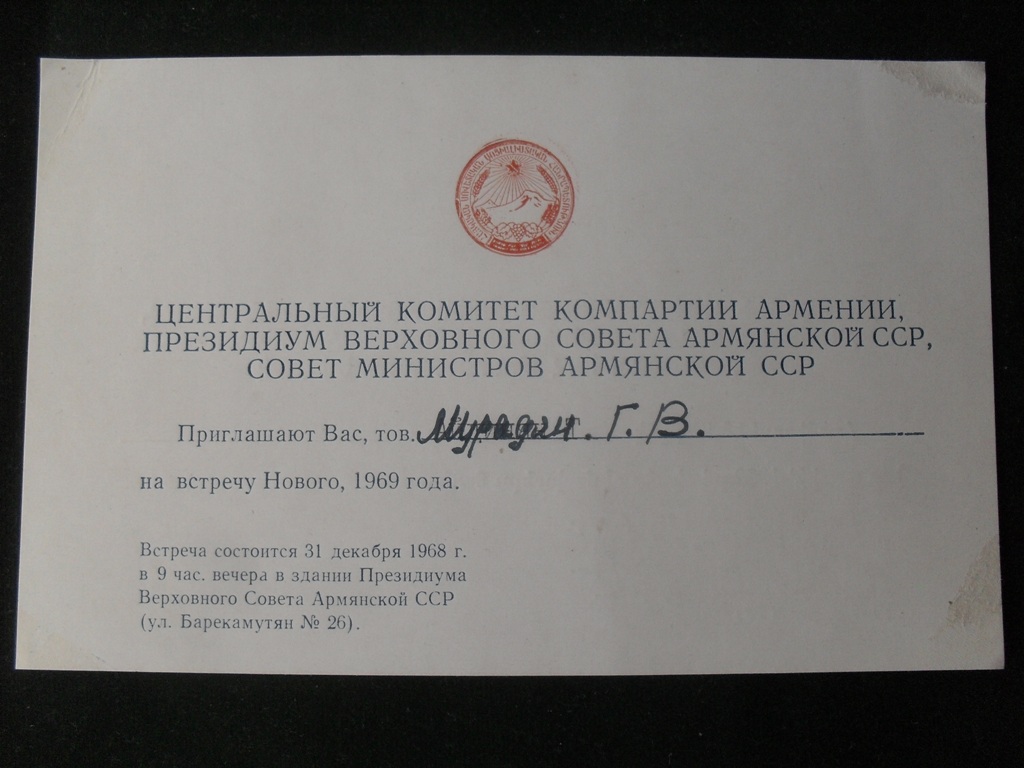 ЦЕНТРАЛЬНЫЙ КОМИТЕТ КОМПАРТИИ АРМЕНИИ,
ПРЕЗИДИУМ ВЕРХОВНОГО СОВЕТА АРМЯНСКОЙ ССР,
СОВЕТ МИНИСТРОВ АРМЯНСКОЙ ССР
Приглашают Вас, тов. Мурадян. Г. В.
на встречу Нового, 1969 года.
Встреча состоится 31 декабря 1968 г.
в 9 час. вечера в здании Президиума
Верховного Совета Армянской ССР
(ул. Барекамутян № 26).